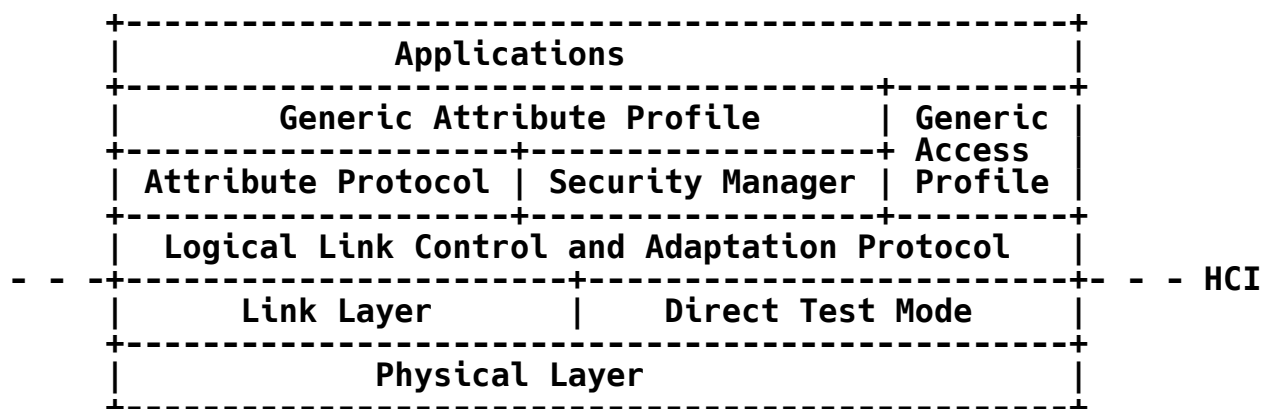 Applications
Generic Attribute Profile Generic
Access
Attribute Protocol Security Manager Profile
Logical Link Control and Adaptation Protocol
- - - HCI
Link Layer Direct Test Mode
Physical Layer